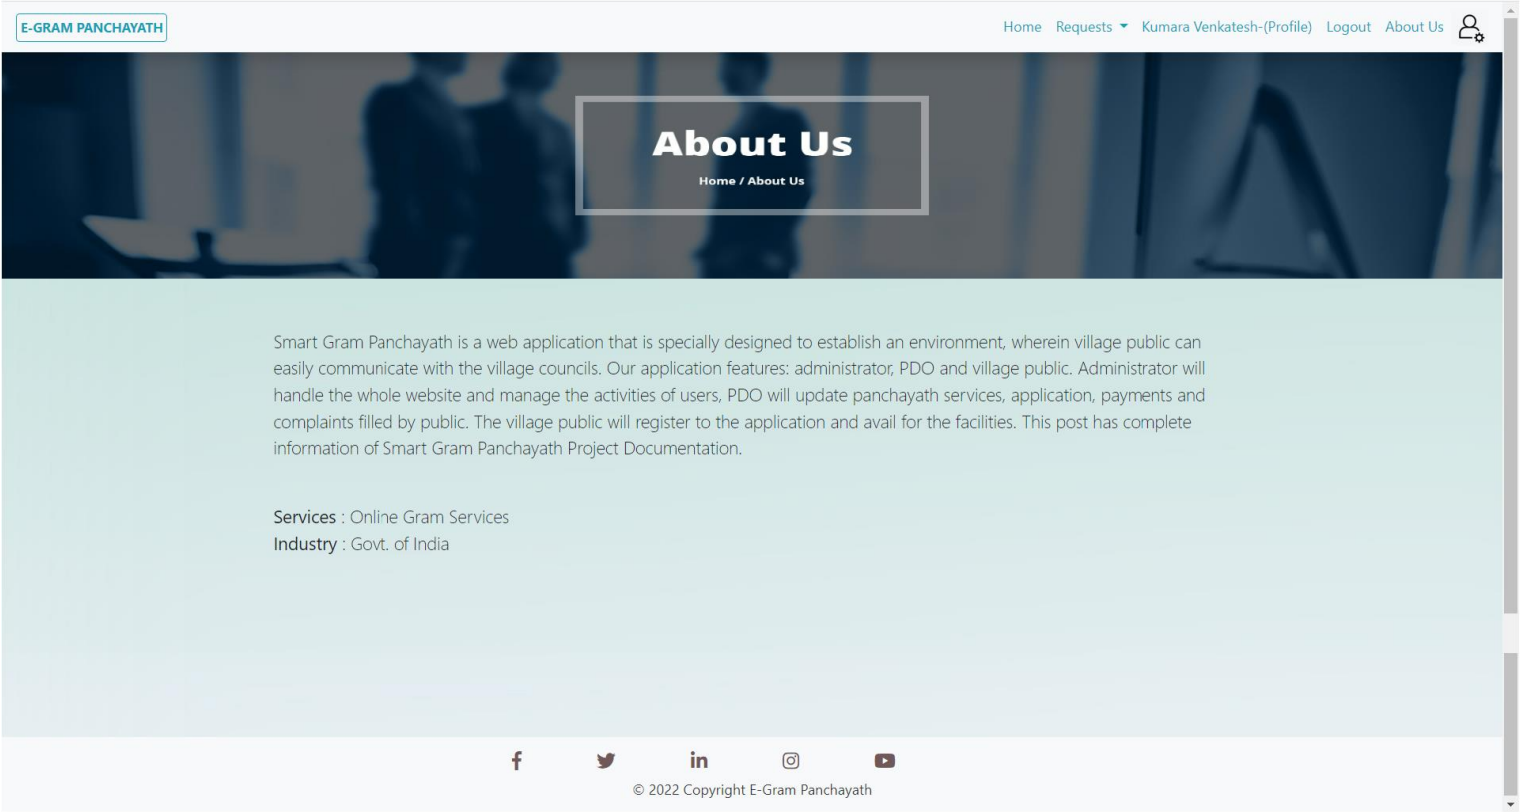 E-GRAM PANCHAYATH
Home Requests Kumara Venkatesh-(Profile) Logout About Us
About Us
Home / About Us
Smart Gram Panchayath is a web application that is specially designed to establish an environment, wherein village public can
easily communicate with the village councils. Our application features: administrator, PDO and village public. Administrator will
handle the whole website and manage the activities of users, PDO will update panchayath services, application, payments and
complaints filled by public. The village public will register to the application and avail for the facilities. This post has complete
information of Smart Gram Panchayath Project Documentation.
Services : Online Gram Services
Industry : Govt. of India
© 2022 Copyright E-Gram Panchayath